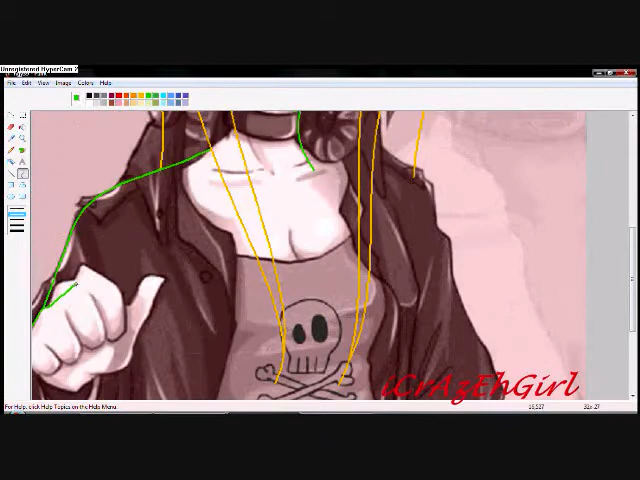 Unregistered HyperCam 2
File Edit View Image Colors Help
iCrAzEhGirl
For Help, click Help Topics on the Help Menu.